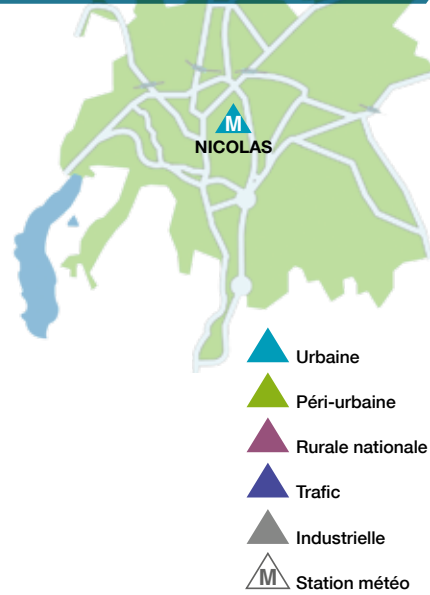 M
NICOLAS
Urbaine
Péri-urbaine
Rurale nationale
Trafic
Industrielle
M Station météo